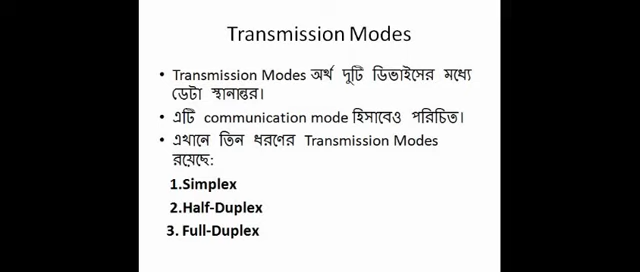 Transmission Modes
• Transmission Modes অর্থ দুটি ডিভাইসের মধ্যে
ডেটা স্থানান্তর।
• এটি communication mode হিসাবেও পরিচিত।
• এখানে তিন ধরণের Transmission Modes
রয়েছে:
1.Simplex
2.Half-Duplex
3. Full-Duplex